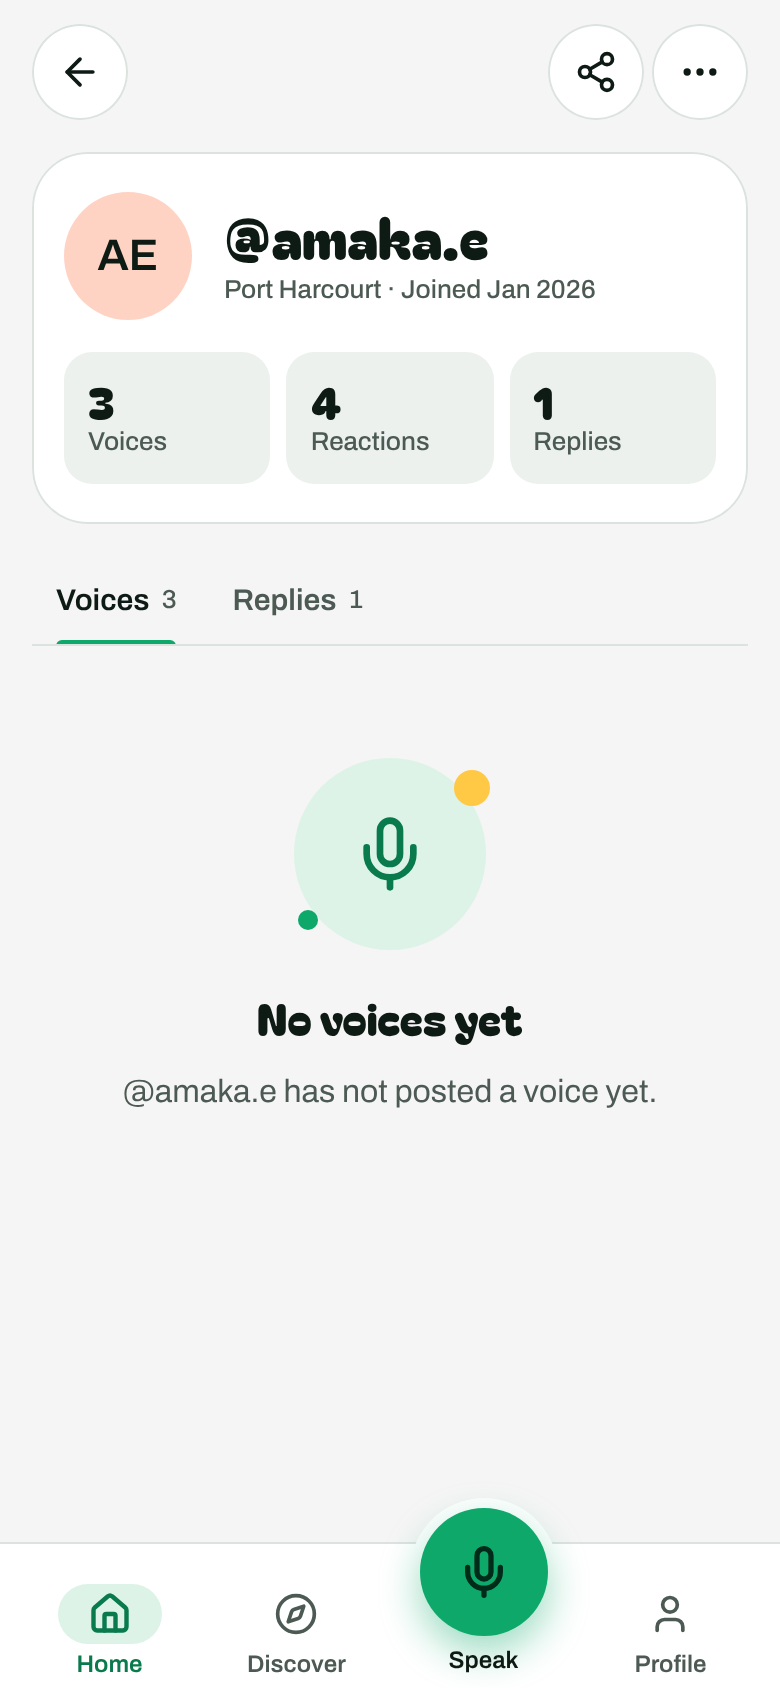 AE
@amaka.e
Port Harcourt · Joined Jan 2026
3
Voices
4
Reactions
1
Replies
Voices 3
Replies 1
No voices yet
@amaka.e has not posted a voice yet.
Home
Discover
Speak
Profile